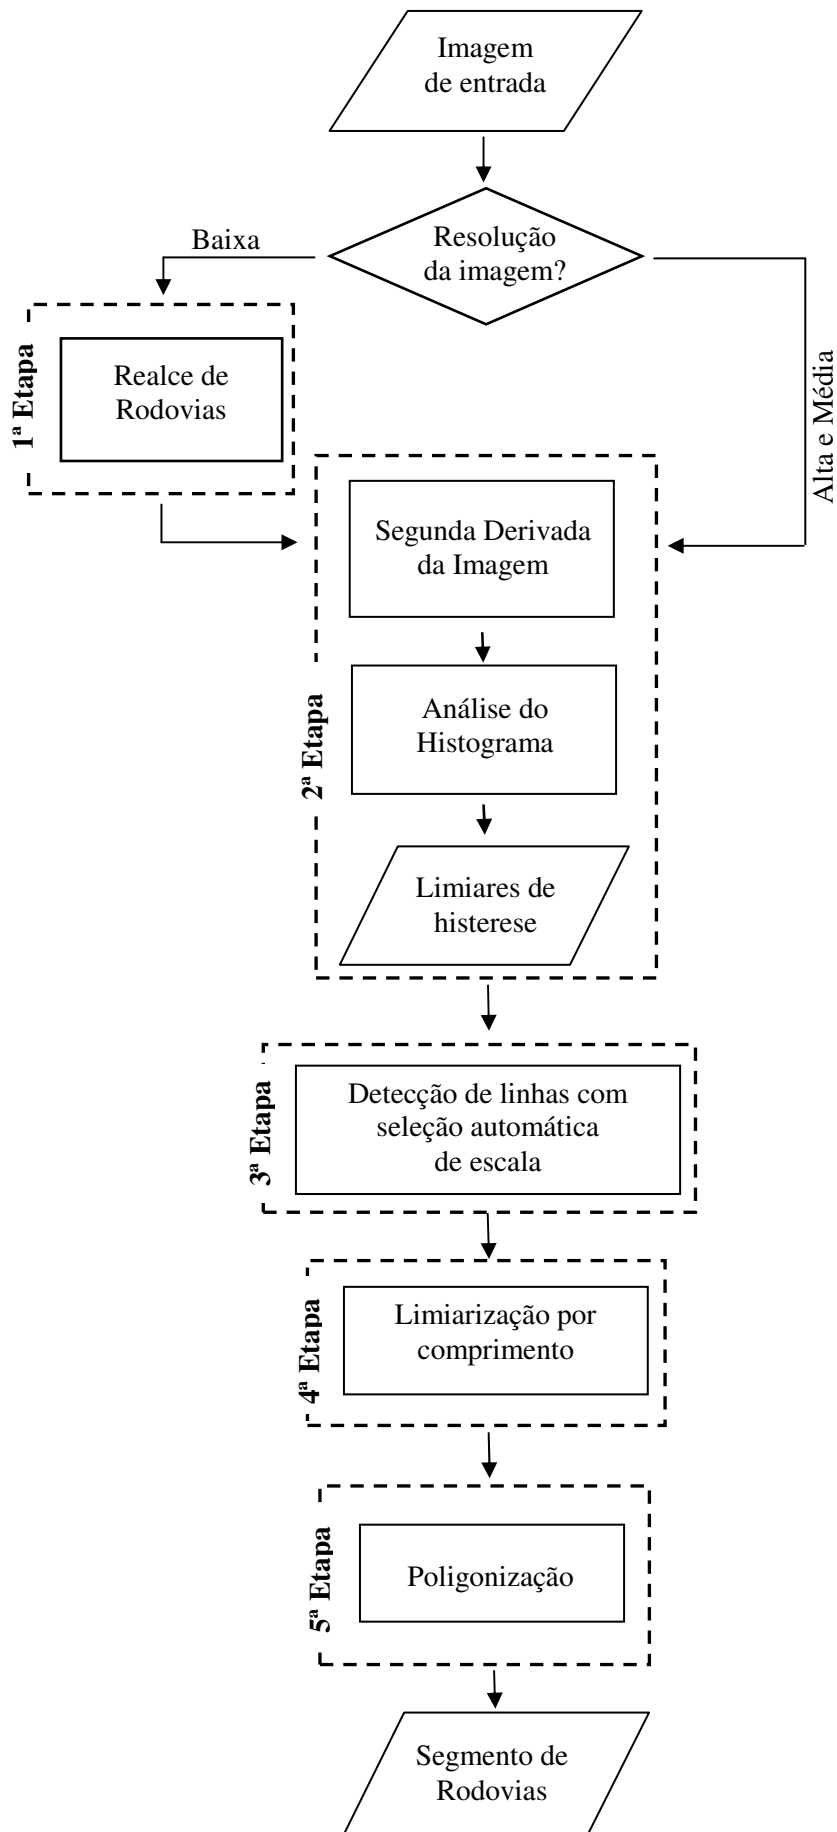 Imagem
de entrada
Resolução
da imagem?
Baixa
Alta e Média
1ª Etapa
Realce de
Rodovias
2ª Etapa
Segunda Derivada
da Imagem
Análise do
Histograma
Limiares de
histerese
3ª Etapa
Detecção de linhas com
seleção automática
de escala
4ª Etapa
Limiarização por
comprimento
5ª Etapa
Poligonização
Segmento de
Rodovias